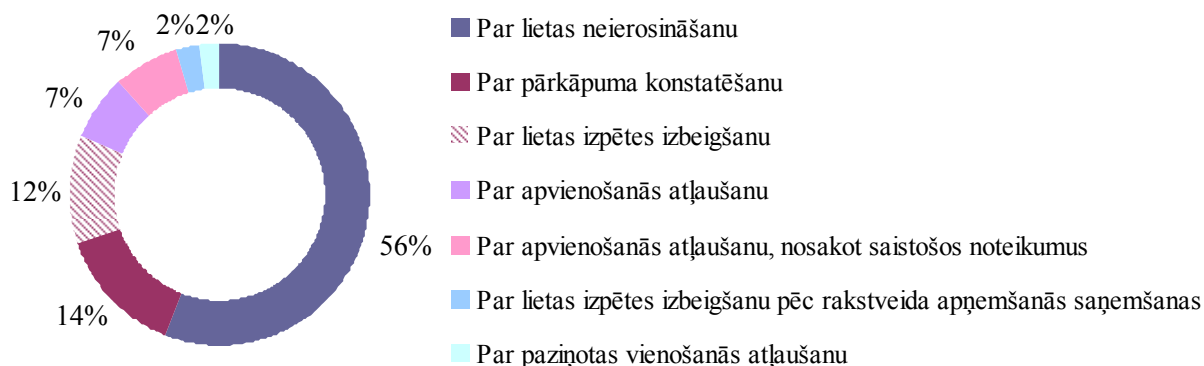 2%
2%
7%
7%
12%
14%
56%
Par lietas neierosināšanu
Par pārkāpuma konstatēšanu
Par lietas izpētes izbeigšanu
Par apvienošanās atļaušanu
Par apvienošanās atļaušanu, nosakot saistošos noteikumus
Par lietas izpētes izbeigšanu pēc rakstveida apņemšanās saņemšanas
Par paziņotas vienošanās atļaušanu